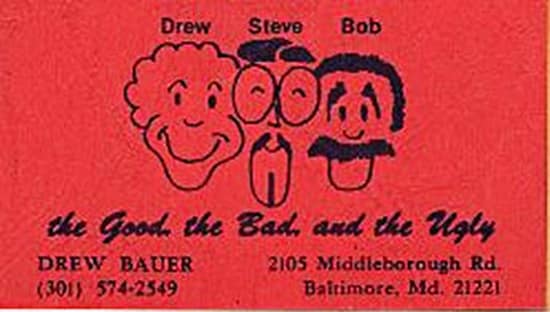 Drew Steve Bob
the Good, the Bad, and the Ugly
DREW BAUER 2105 Middleborough Rd.
(301) 574-2549 Baltimore, Md. 21221